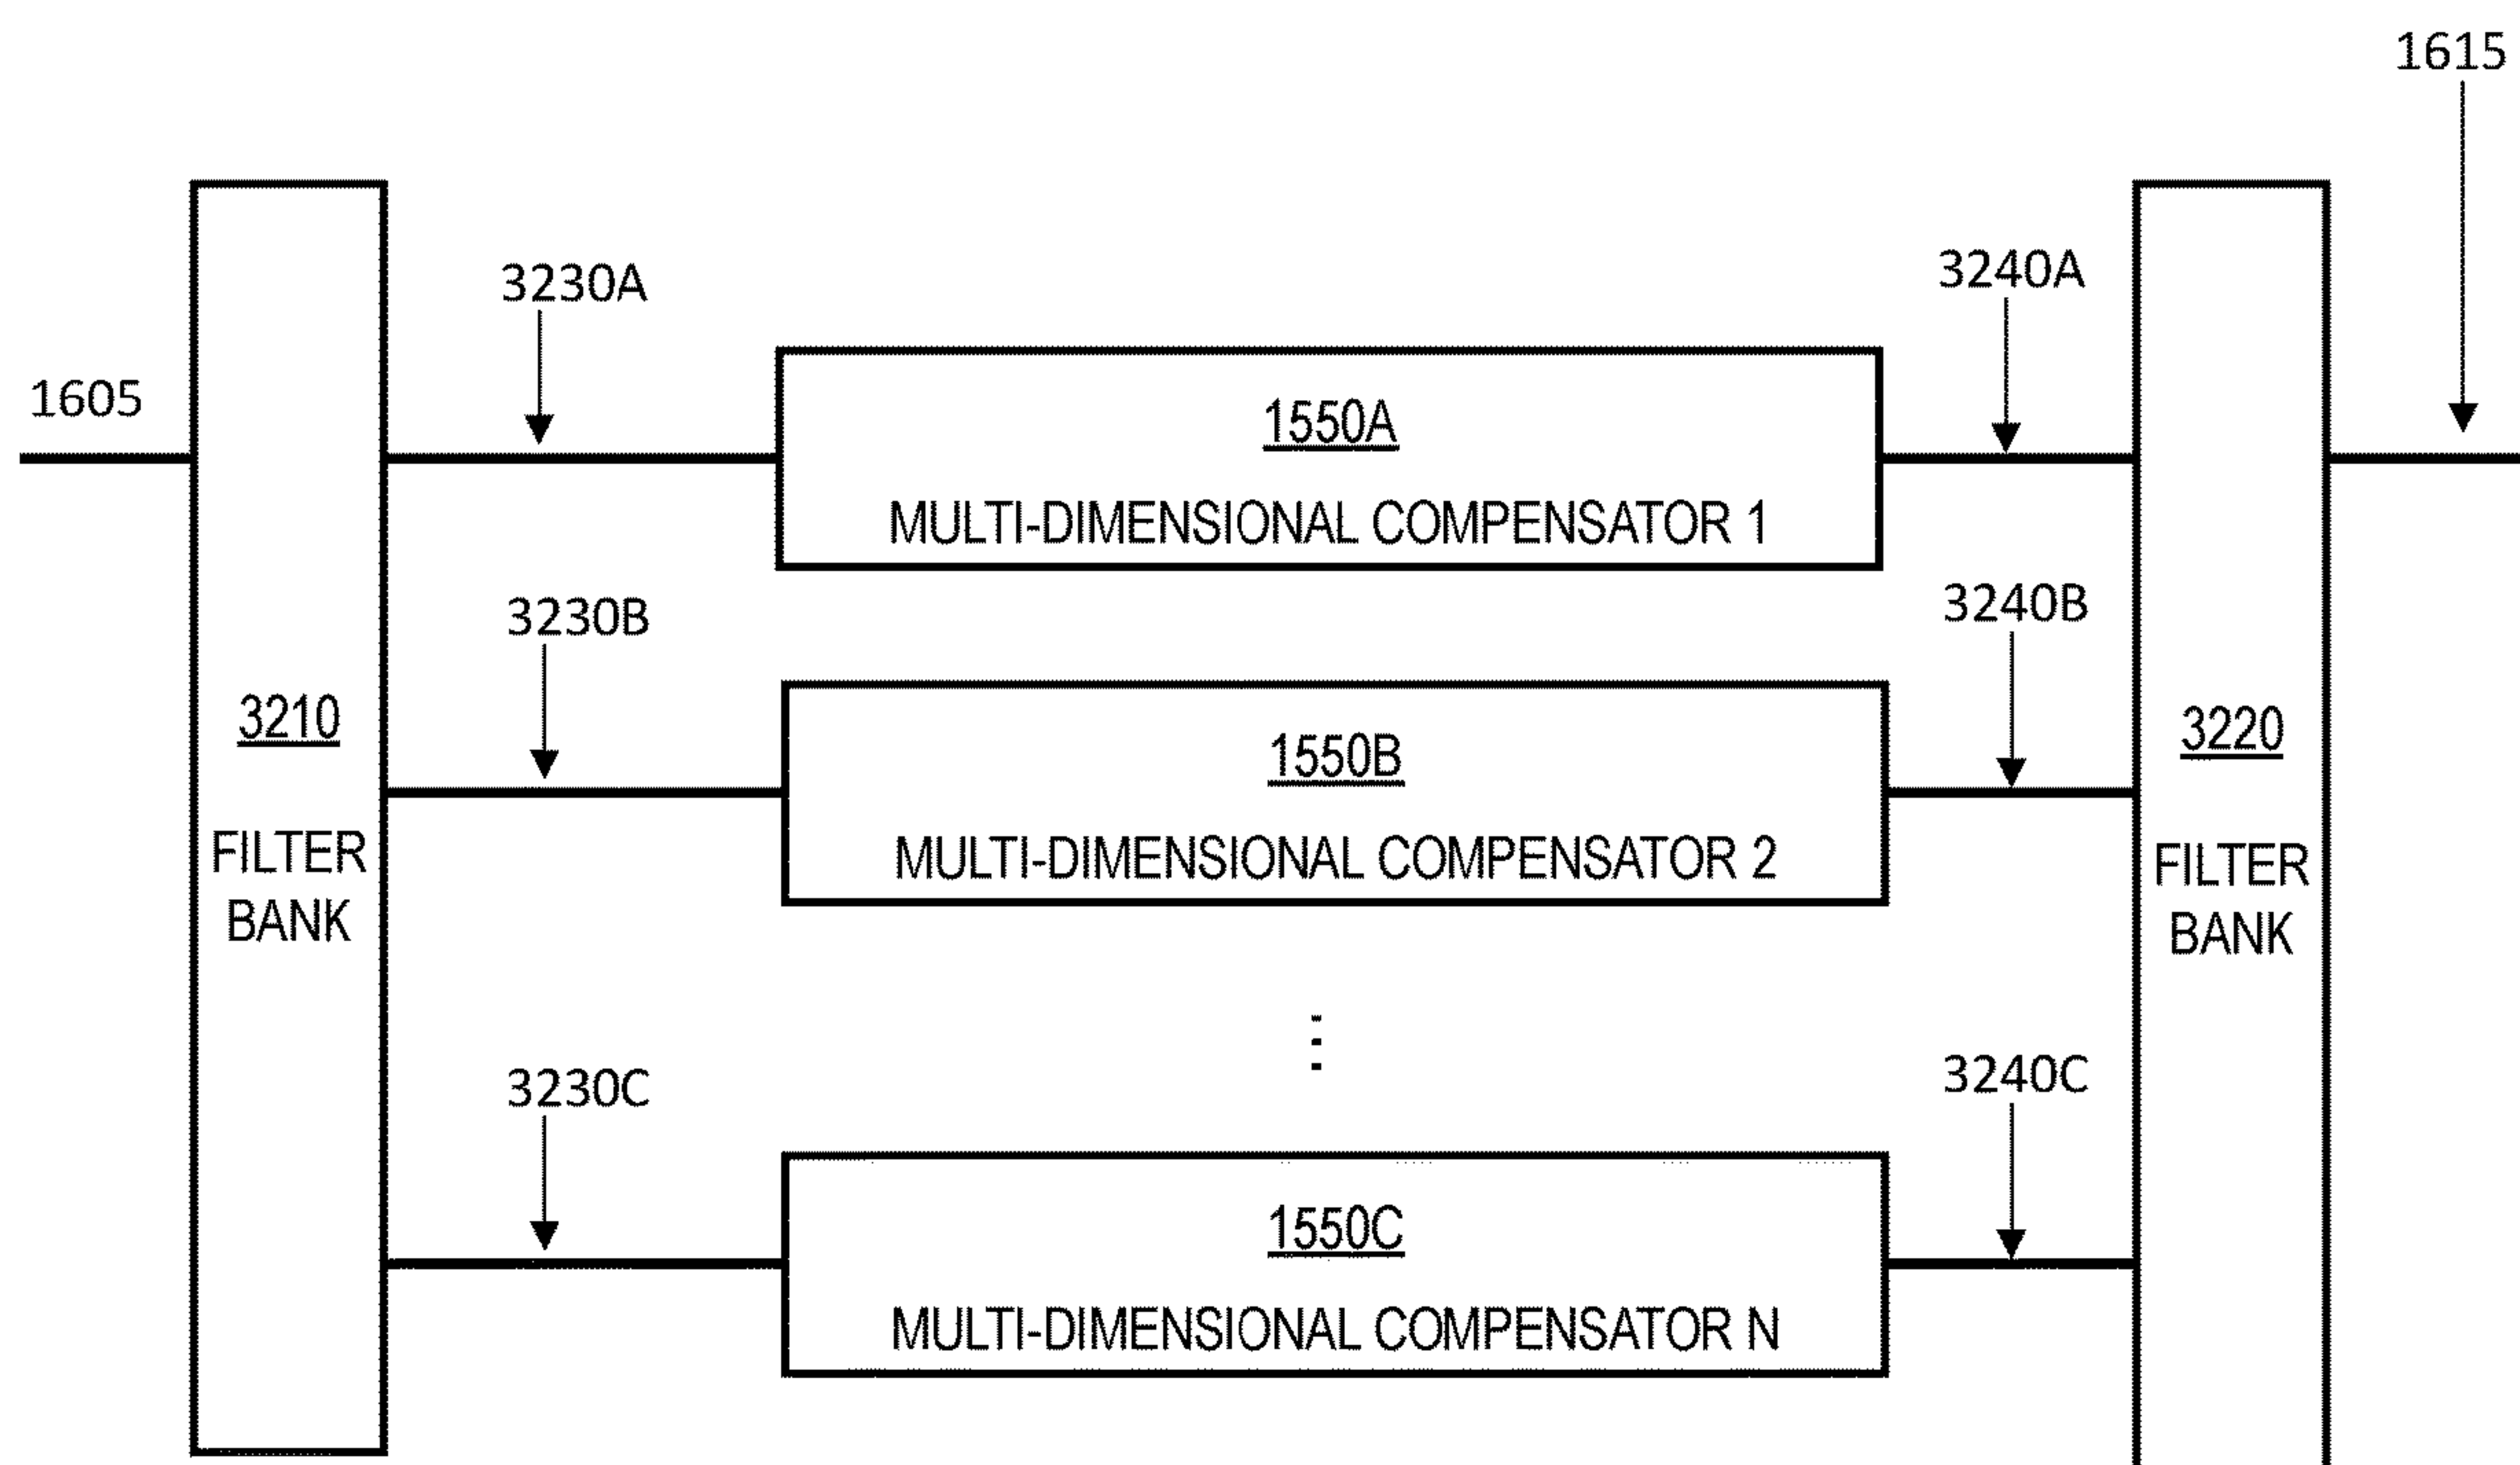 1615
3230A
3240A
1605
1550A
MULTI-DIMENSIONAL COMPENSATOR 1
3230B
3240B
3210
FILTER
BANK
1550B
MULTI-DIMENSIONAL COMPENSATOR 2
3220
FILTER
BANK
⋮
3230C
3240C
1550C
MULTI-DIMENSIONAL COMPENSATOR N